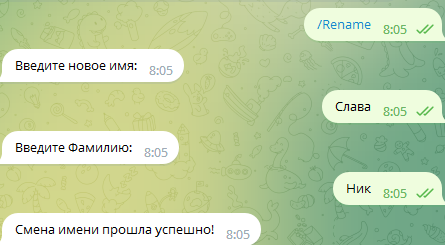 /Rename 8:05
Введите новое имя: 8:05
Слава 8:05
Введите Фамилию: 8:05
Ник 8:05
Смена имени прошла успешно! 8:05